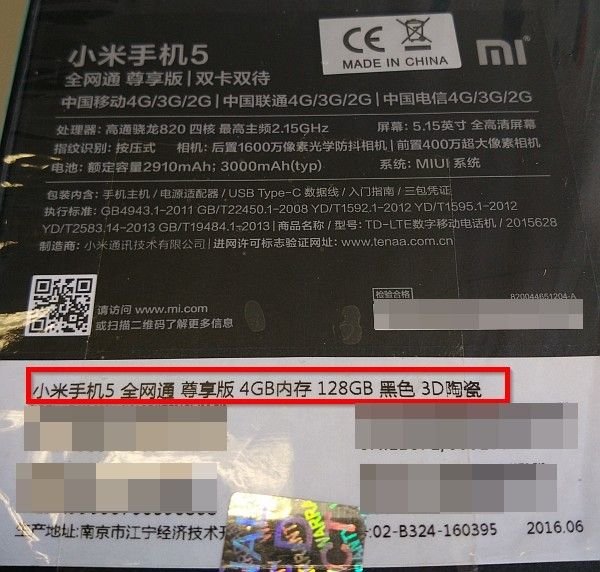 小米手机5
全网通 尊享版 | 双卡双待
CE
MADE IN CHINA
mi
中国移动4G/3G/2G | 中国联通4G/3G/2G | 中国电信4G/3G/2G
处理器: 高通骁龙820 四核 最高主频2.15GHz 屏幕: 5.15英寸 全高清屏幕
指纹识别: 按压式 相机: 后置1600万像素光学防抖相机 | 前置400万超大像素相机
电池: 额定容量2910mAh; 3000mAh(typ) 系统: MIUI 系统
包装内含: 手机主机 / 电源适配器 / USB Type-C 数据线 / 入门指南 / 三包凭证
执行标准: GB4943.1-2011 GB/T22450.1-2008 YD/T1592.1-2012 YD/T1595.1-2012
YD/T2583.14-2013 GB/T19484.1-2013 | 商品名称 / 型号: TD-LTE数字移动电话机 / 2015628
制造商: 小米通讯技术有限公司 | 进网许可标志验证网址: www.tenaa.com.cn
请访问 www.mi.com
或扫描二维码了解更多信息
检验合格
820044661204-A
小米手机5 全网通 尊享版 4GB内存 128GB 黑色 3D陶瓷
生产地址: 南京市江宁经济技术开
:02-B324-160395 2016.06